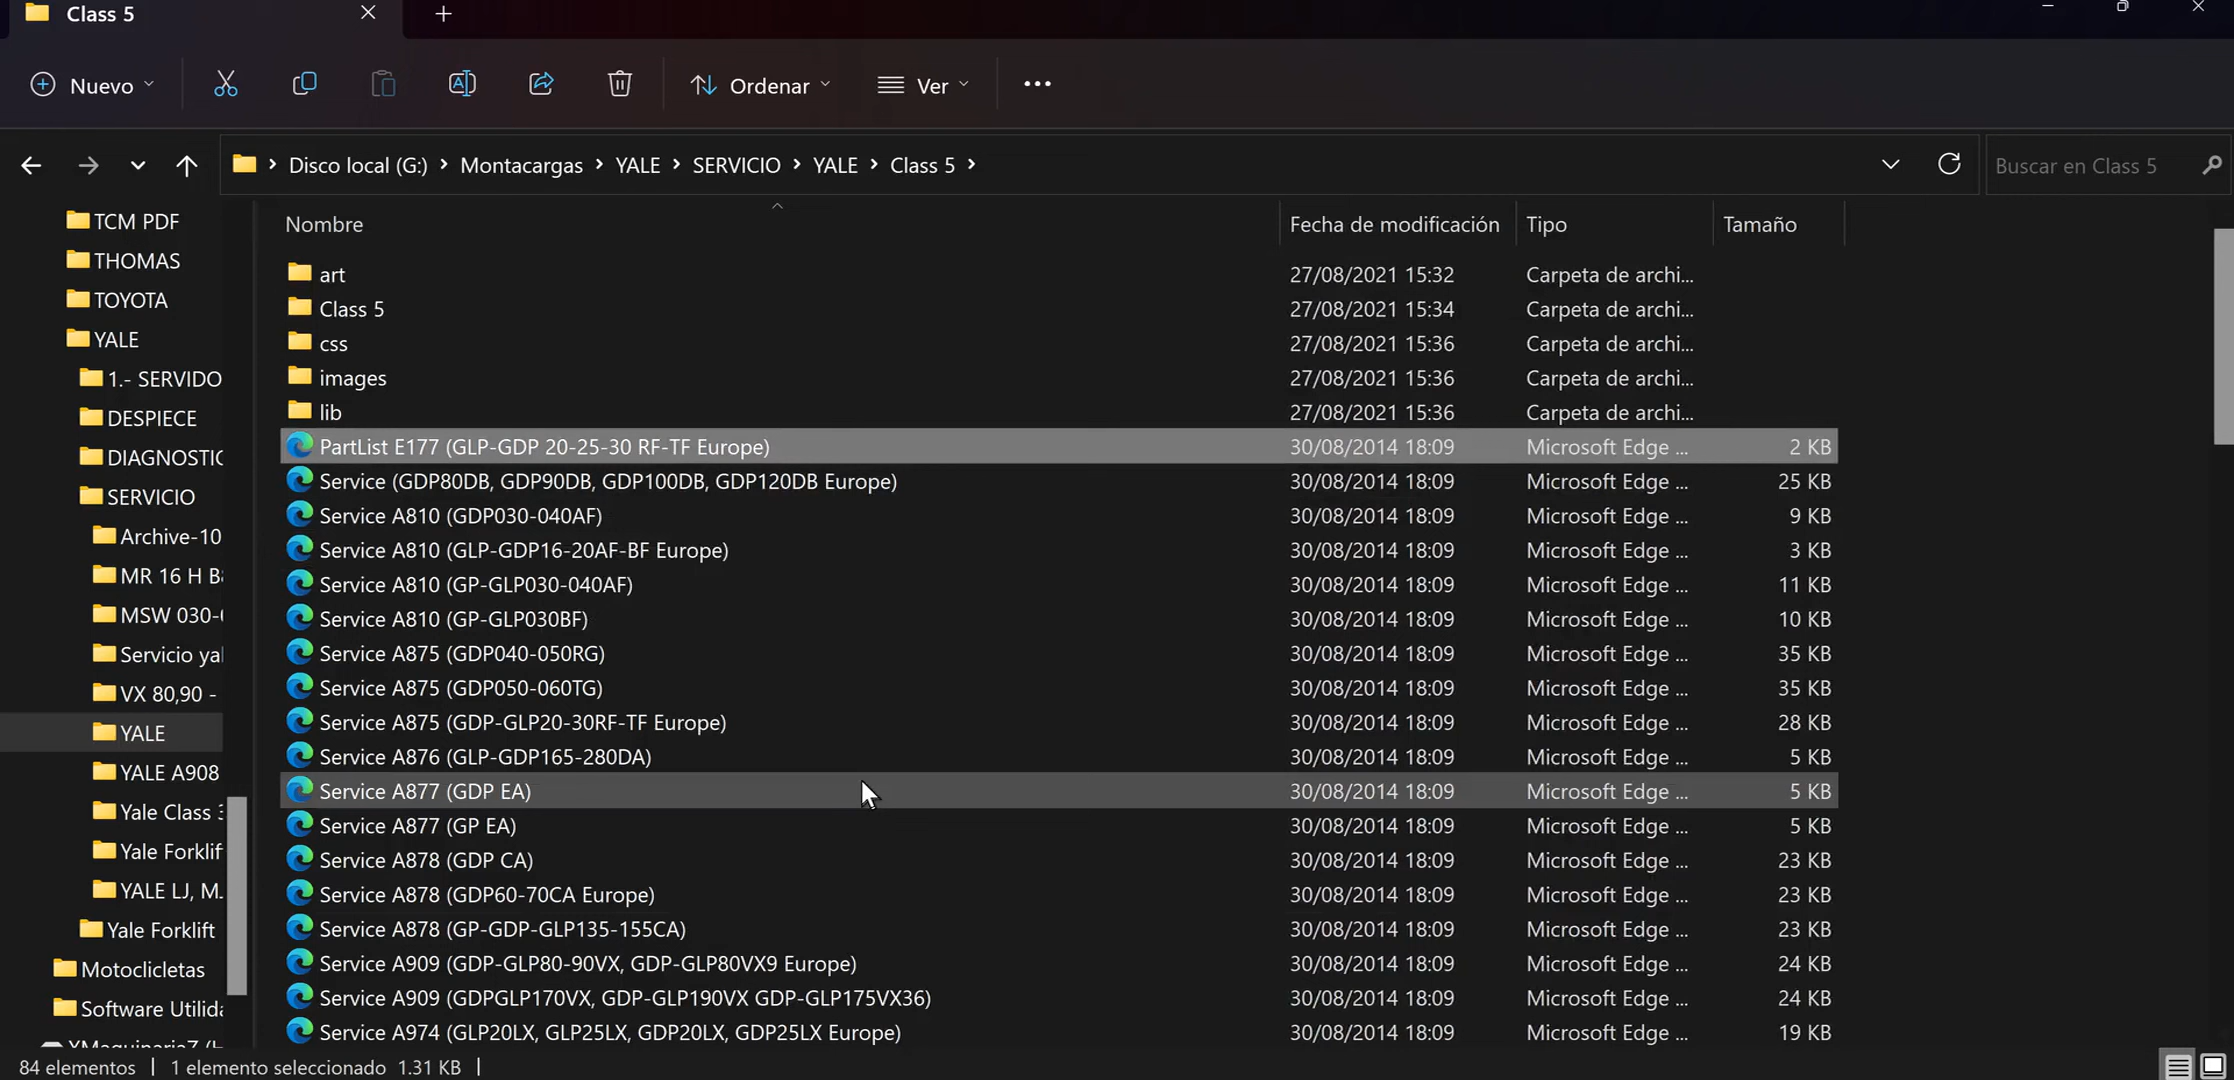 Class 5
Nuevo
Ordenar
Ver
Disco local (G:) > Montacargas > YALE > SERVICIO > YALE > Class 5 >
Buscar en Class 5
TCM PDF
THOMAS
TOYOTA
YALE
1.- SERVIDO
DESPIECE
DIAGNOSTIC
SERVICIO
Archive-10
MR 16 H B
MSW 030-
Servicio yal
VX 80,90 -
YALE
YALE A908
Yale Class 3
Yale Forklif
YALE LJ, M.
Yale Forklift
Motocicletas
Software Utilida
Nombre Fecha de modificación Tipo Tamaño
art 27/08/2021 15:32 Carpeta de archi...
Class 5 27/08/2021 15:34 Carpeta de archi...
css 27/08/2021 15:36 Carpeta de archi...
images 27/08/2021 15:36 Carpeta de archi...
lib 27/08/2021 15:36 Carpeta de archi...
PartList E177 (GLP-GDP 20-25-30 RF-TF Europe) 30/08/2014 18:09 Microsoft Edge ... 2 KB
Service (GDP80DB, GDP90DB, GDP100DB, GDP120DB Europe) 30/08/2014 18:09 Microsoft Edge ... 25 KB
Service A810 (GDP030-040AF) 30/08/2014 18:09 Microsoft Edge ... 9 KB
Service A810 (GLP-GDP16-20AF-BF Europe) 30/08/2014 18:09 Microsoft Edge ... 3 KB
Service A810 (GP-GLP030-040AF) 30/08/2014 18:09 Microsoft Edge ... 11 KB
Service A810 (GP-GLP030BF) 30/08/2014 18:09 Microsoft Edge ... 10 KB
Service A875 (GDP040-050RG) 30/08/2014 18:09 Microsoft Edge ... 35 KB
Service A875 (GDP050-060TG) 30/08/2014 18:09 Microsoft Edge ... 35 KB
Service A875 (GDP-GLP20-30RF-TF Europe) 30/08/2014 18:09 Microsoft Edge ... 28 KB
Service A876 (GLP-GDP165-280DA) 30/08/2014 18:09 Microsoft Edge ... 5 KB
Service A877 (GDP EA) 30/08/2014 18:09 Microsoft Edge ... 5 KB
Service A877 (GP EA) 30/08/2014 18:09 Microsoft Edge ... 5 KB
Service A878 (GDP CA) 30/08/2014 18:09 Microsoft Edge ... 23 KB
Service A878 (GDP60-70CA Europe) 30/08/2014 18:09 Microsoft Edge ... 23 KB
Service A878 (GP-GDP-GLP135-155CA) 30/08/2014 18:09 Microsoft Edge ... 23 KB
Service A909 (GDP-GLP80-90VX, GDP-GLP80VX9 Europe) 30/08/2014 18:09 Microsoft Edge ... 24 KB
Service A909 (GDPGLP170VX, GDP-GLP190VX GDP-GLP175VX36) 30/08/2014 18:09 Microsoft Edge ... 24 KB
Service A974 (GLP20LX, GLP25LX, GDP20LX, GDP25LX Europe) 30/08/2014 18:09 Microsoft Edge ... 19 KB
84 elementos | 1 elemento seleccionado 1.31 KB |